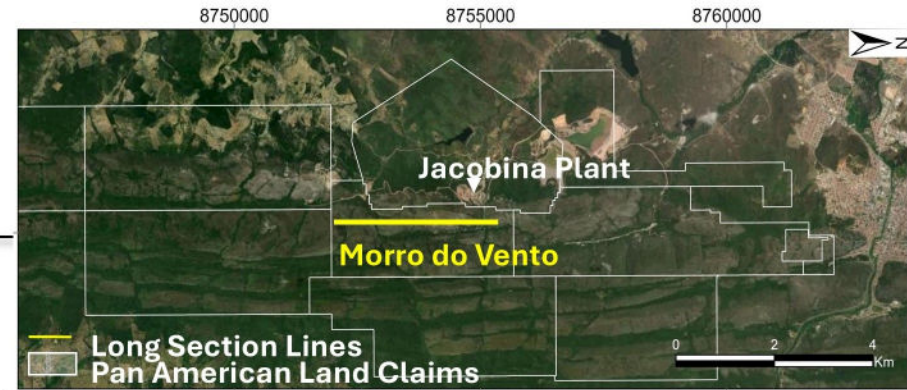 8750000 8755000 8760000
N
Jacobina Plant
Morro do Vento
Long Section Lines
Pan American Land Claims
0 2 4
Km